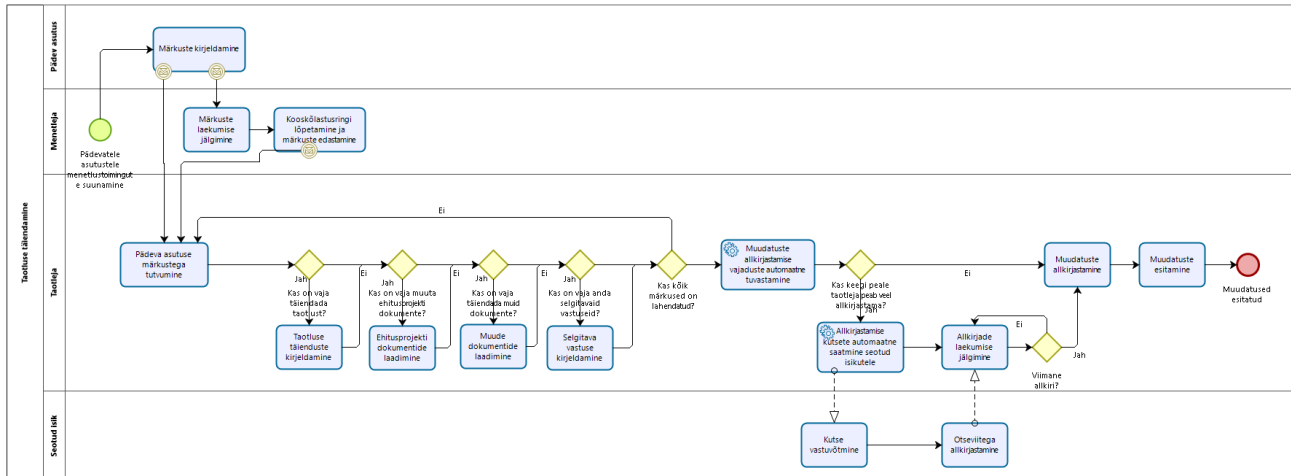 Taotluse täiendamine
Pädev asutus
Märkuste kirjeldamine
Menetleja
Pädevatele
asutustele
menetlustoimingut
e suunamine
Märkuste
laekumise
jälgimine
Kooskõlastusringi
lõpetamine ja
märkuste edastamine
Taotleja
Ei
Pädeva asutuse
märkustega
tutvumine
Jah
Kas on vaja
täiendada
taotlust?
Ei
Taotluse
täienduste
kirjeldamine
Jah
Kas on vaja muuta
ehitusprojekti
dokumente?
Ei
Ehitusprojekti
dokumentide
laadimine
Jah
Kas on vaja
täiendada muid
dokumente?
Ei
Muude
dokumentide
laadimine
Jah
Kas on vaja anda
selgitavaid
vastuseid?
Selgitava
vastuse
kirjeldamine
Kas kõik
märkused on
lahendatud?
Muudatuste
allkirjastamise
vajaduste automaatne
tuvastamine
Ei
Kas keegi peale
taotleja peab veel
allkirjastama?
Jah
Allkirjastamise
kutsete automaatne
saatmine seotud
isikutele
Allkirjade
laekumise
jälgimine
Ei
Jah
Viimane
allkiri?
Muudatuste
allkirjastamine
Muudatuste
esitamine
Muudatused
esitatud
Seotud isik
Kutse
vastuvõtmine
Otseviitega
allkirjastamine